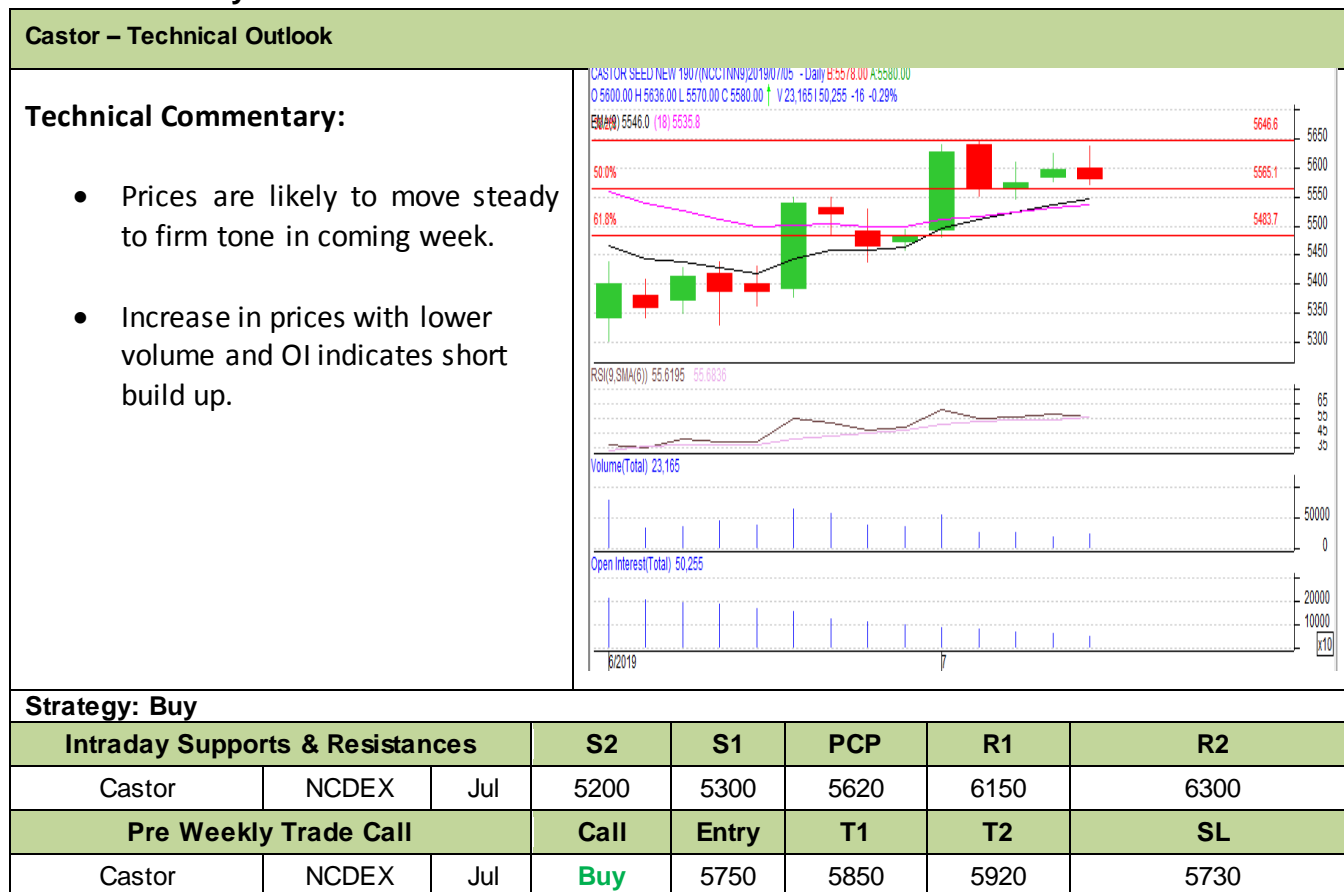 Castor – Technical Outlook
Technical Commentary:
• Prices are likely to move steady
to firm tone in coming week.
• Increase in prices with lower
volume and OI indicates short
build up.
CASTOR SEED NEW 1907(NCCTNN9)2019/07/05 - Daily B:5578.00 A:5580.00
O 5600.00 H 5636.00 L 5570.00 C 5580.00 ↑ V 23,165 I 50,255 -16 -0.29%
EMA(9) 5546.0 (18) 5535.8
5646.6
5650
5600
50.0%
5565.1
5550
5500
61.8%
5483.7
5450
5400
5350
5300
RSI(9,SMA(6)) 55.6195 55.6836
65
55
45
35
Volume(Total) 23,165
50000
0
Open Interest(Total) 50,255
20000
10000
x10
6/2019 7
Strategy: Buy
Intraday Supports & Resistances S2 S1 PCP R1 R2
Castor NCDEX Jul 5200 5300 5620 6150 6300
Pre Weekly Trade Call Call Entry T1 T2 SL
Castor NCDEX Jul Buy 5750 5850 5920 5730